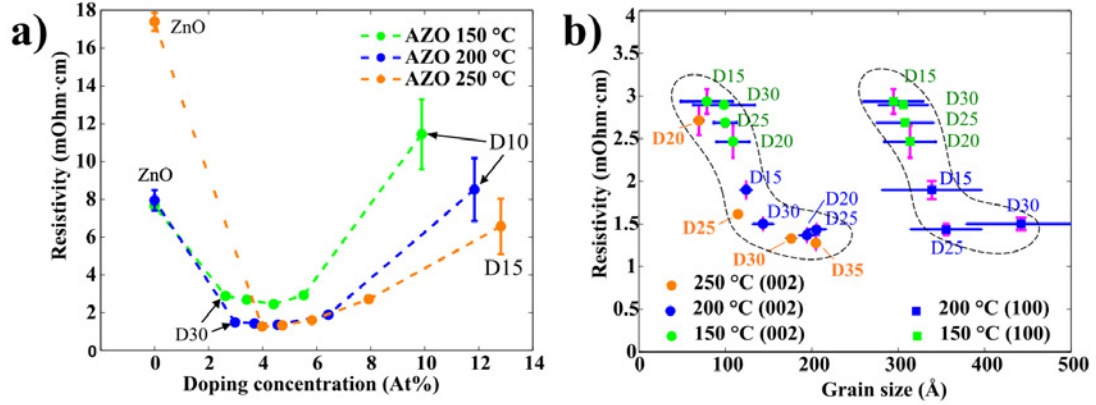 a)
18
16
14
12
10
8
6
4
2
0
Resistivity (mOhm·cm)
ZnO
ZnO
AZO 150 °C
AZO 200 °C
AZO 250 °C
D10
D15
D30
0
2
4
6
8
10
12
14
Doping concentration (At%)
b)
4
3.5
3
2.5
2
1.5
1
0.5
0
Resistivity (mOhm·cm)
D15
D30
D25
D20
D20
D15
D20
D30
D25
D25
D30
D35
D15
D30
D25
D20
D15
D30
D25
250 °C (002)
200 °C (002)
150 °C (002)
200 °C (100)
150 °C (100)
0
100
200
300
400
500
Grain size (Å)